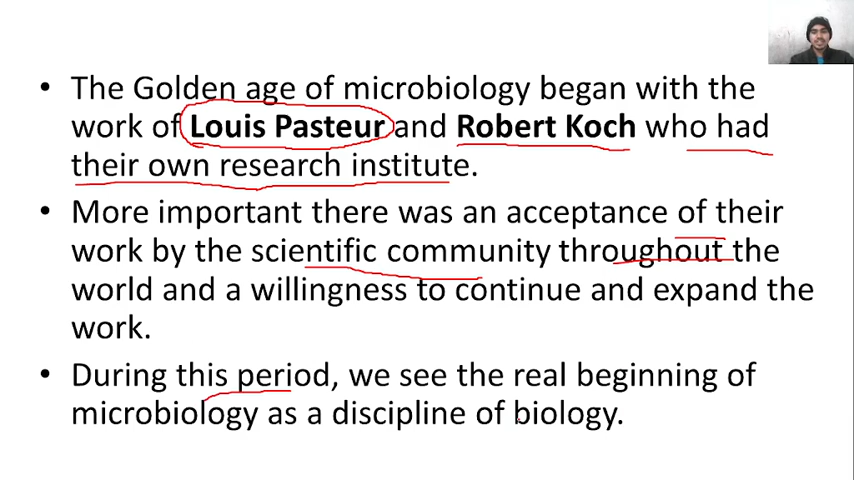 • The Golden age of microbiology began with the
work of Louis Pasteur and Robert Koch who had
their own research institute.
• More important there was an acceptance of their
work by the scientific community throughout the
world and a willingness to continue and expand the
work.
• During this period, we see the real beginning of
microbiology as a discipline of biology.